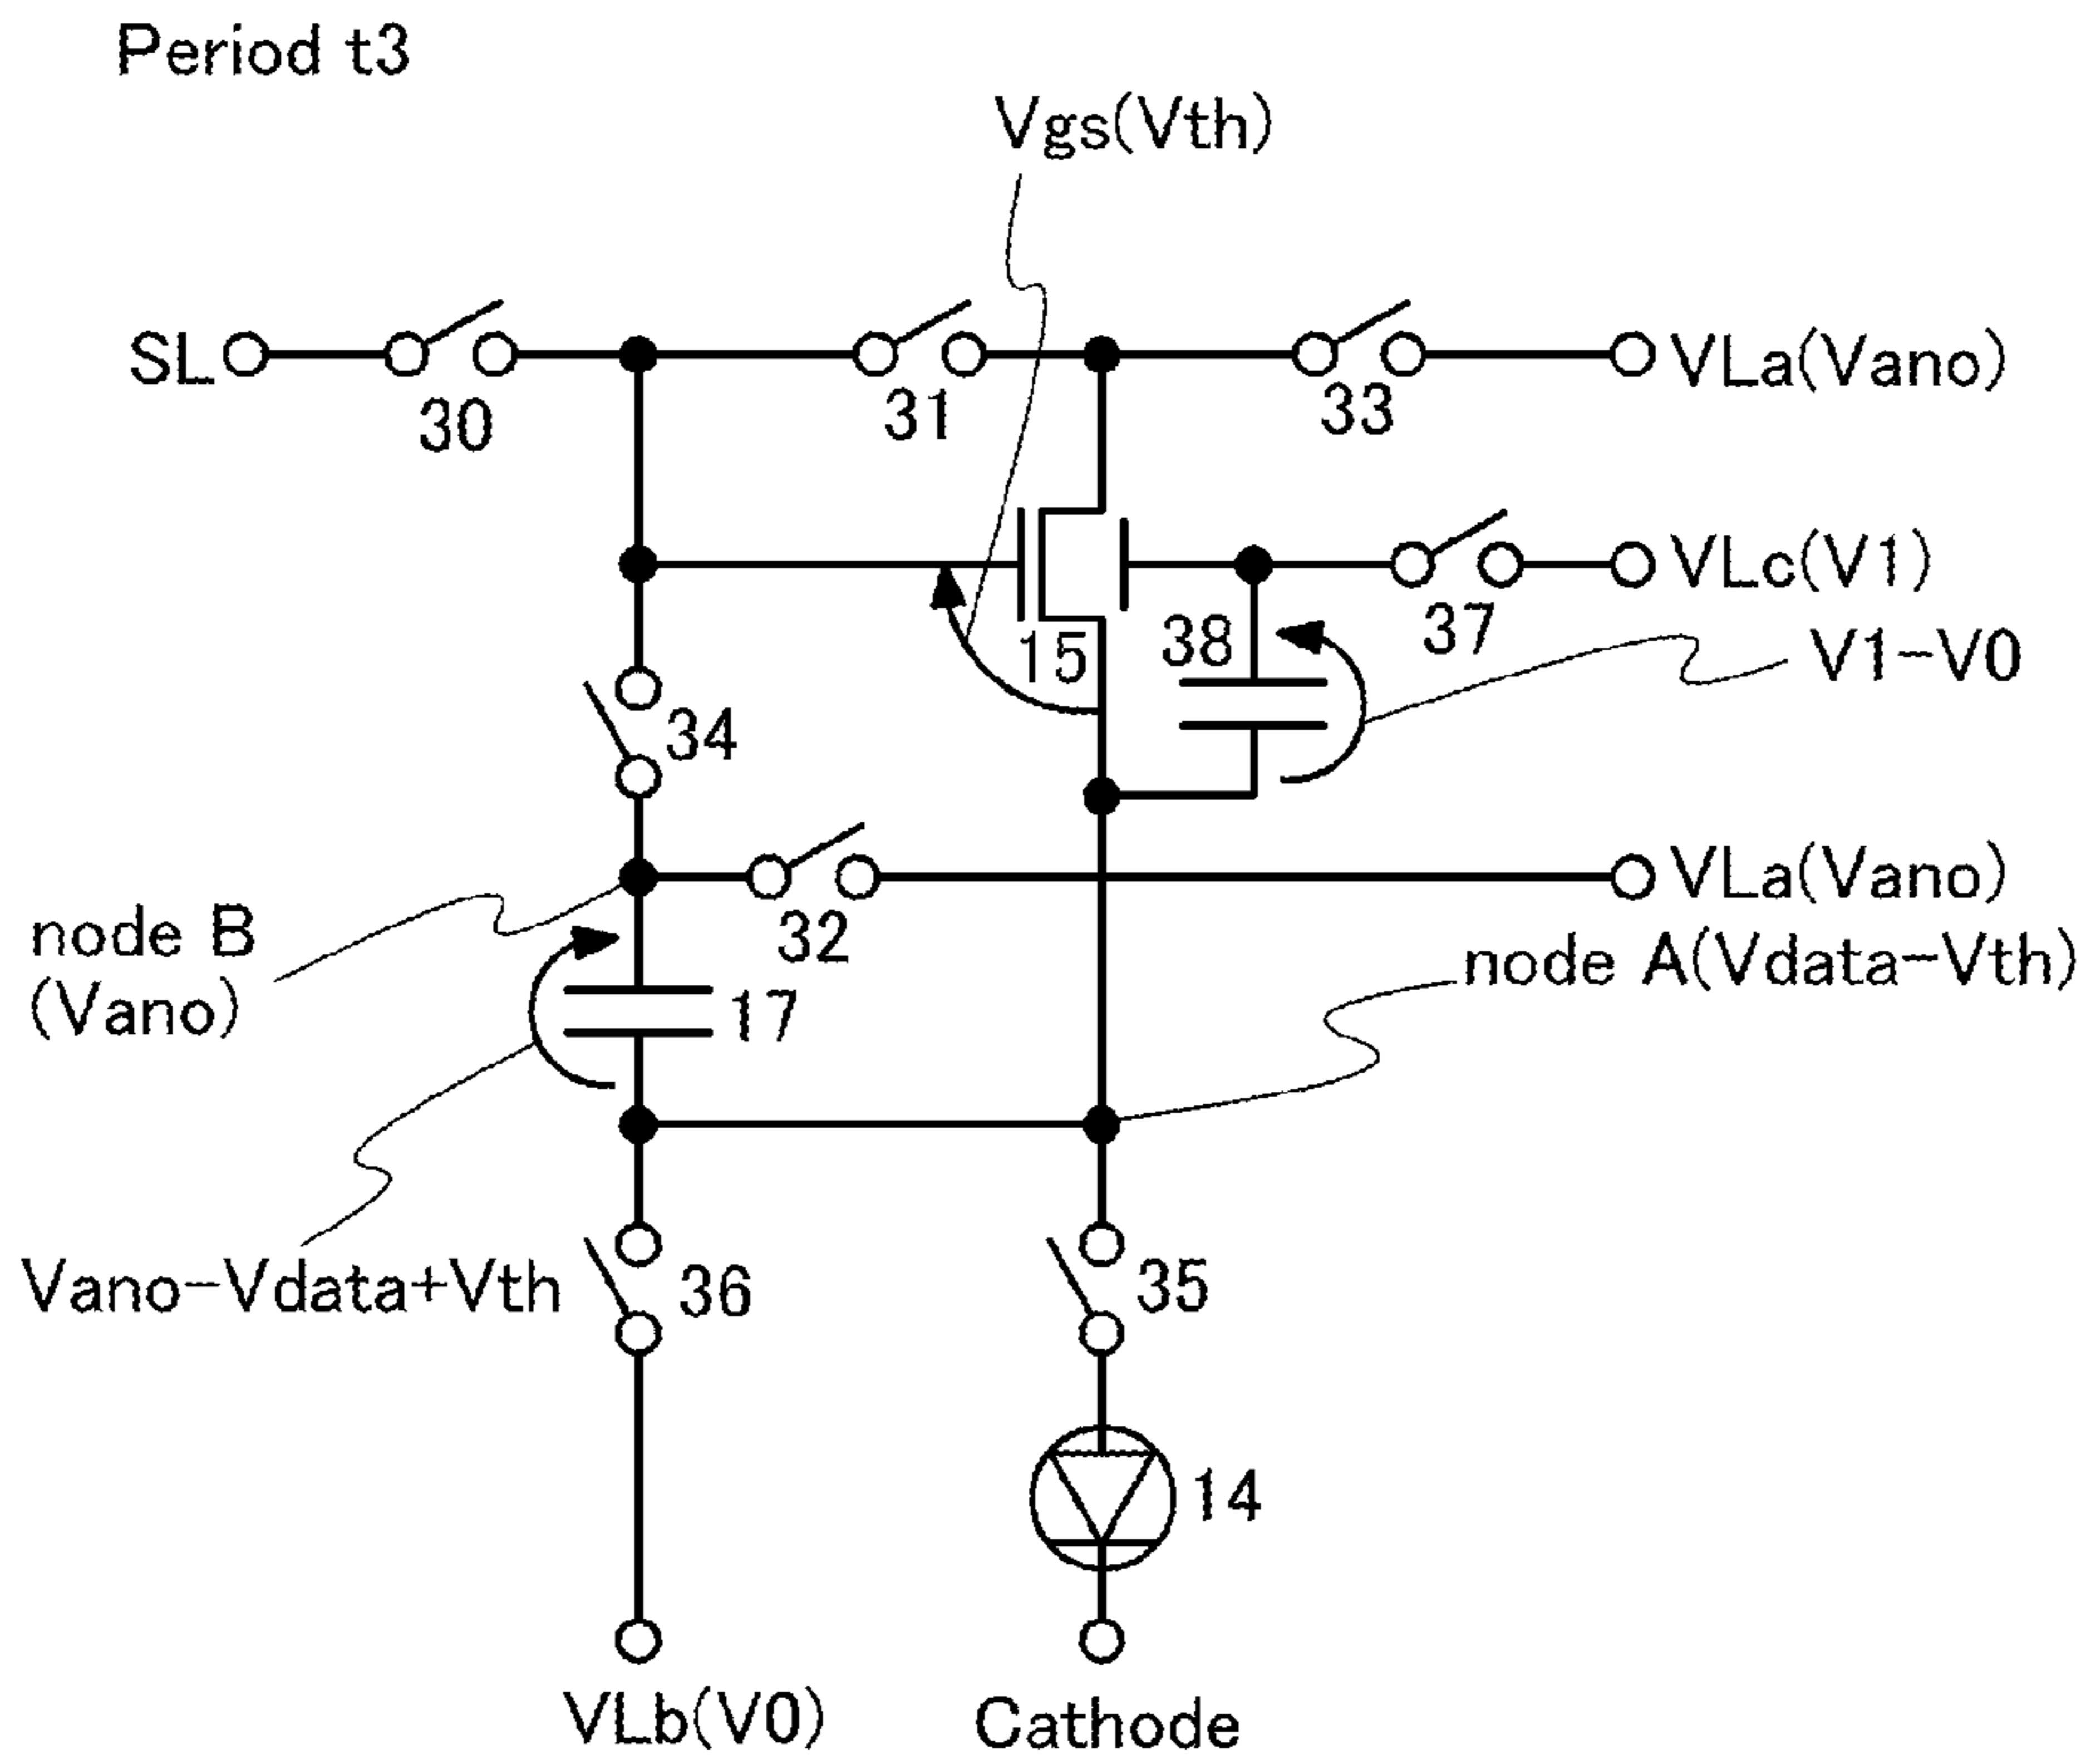 Period t3
Vgs(Vth)
SL
30
31
33
VLa(Vano)
VLc(V1)
37
15
38
V1-V0
34
32
VLa(Vano)
node B
(Vano)
17
node A(Vdata-Vth)
Vano-Vdata+Vth
36
35
14
VLb(V0)
Cathode